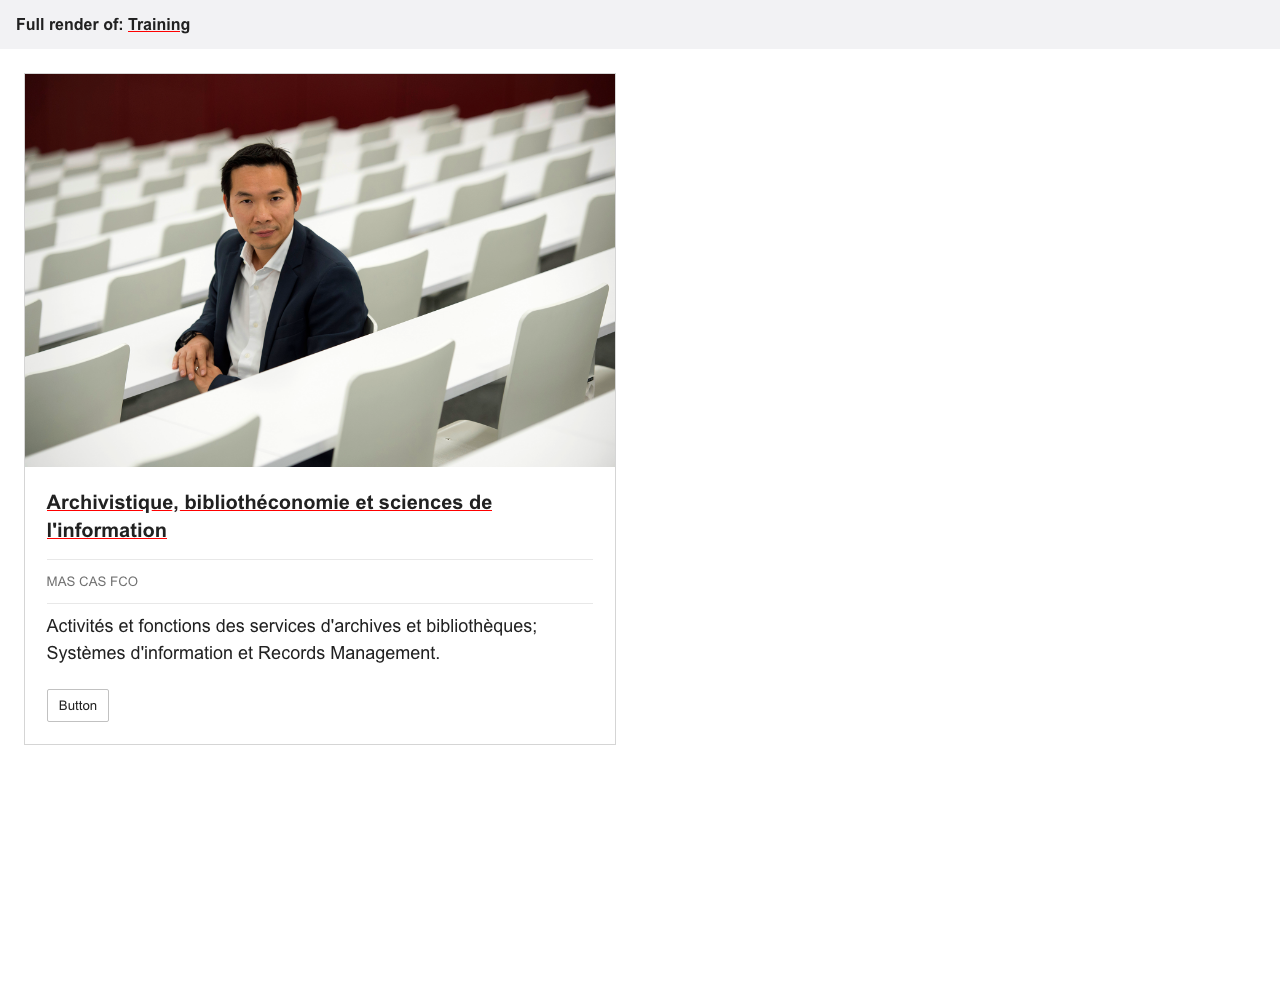 Full render of: Training
Archivistique, bibliothéconomie et sciences de
l'information
MAS CAS FCO
Activités et fonctions des services d'archives et bibliothèques;
Systèmes d'information et Records Management.
Button